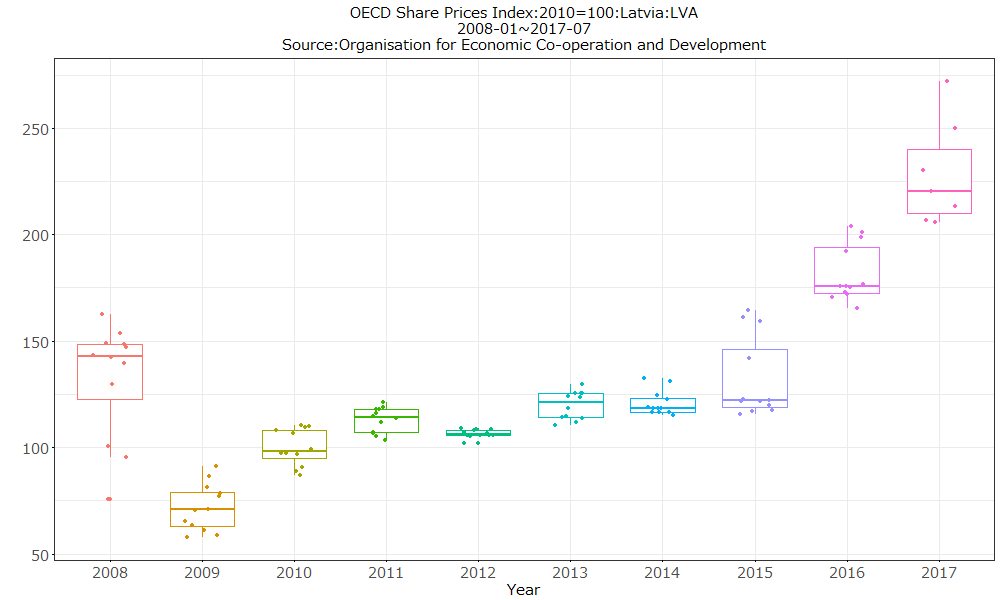 OECD Share Prices Index:2010=100:Latvia:LVA
2008-01~2017-07
Source:Organisation for Economic Co-operation and Development
250
200
150
100
50
2008 2009 2010 2011 2012 2013 2014 2015 2016 2017
Year